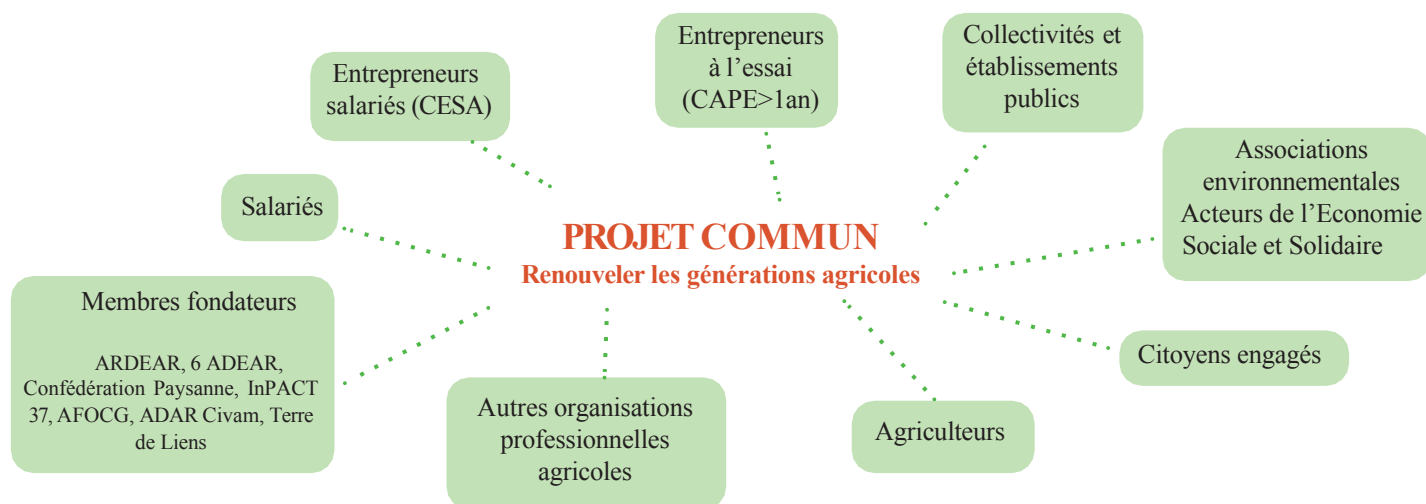 Entrepreneurs
salariés (CESA)
Entrepreneurs
à l'essai
(CAPE>1an)
Collectivités et
établissements
publics
Associations
environnementales
Acteurs de l'Economie
Sociale et Solidaire
Salariés
PROJET COMMUN
Renouveler les générations agricoles
Membres fondateurs
ARDEAR, 6 ADEAR,
Confédération Paysanne, InPACT
37, AFOCG, ADAR Civam, Terre
de Liens
Autres organisations
professionnelles
agricoles
Agriculteurs
Citoyens engagés